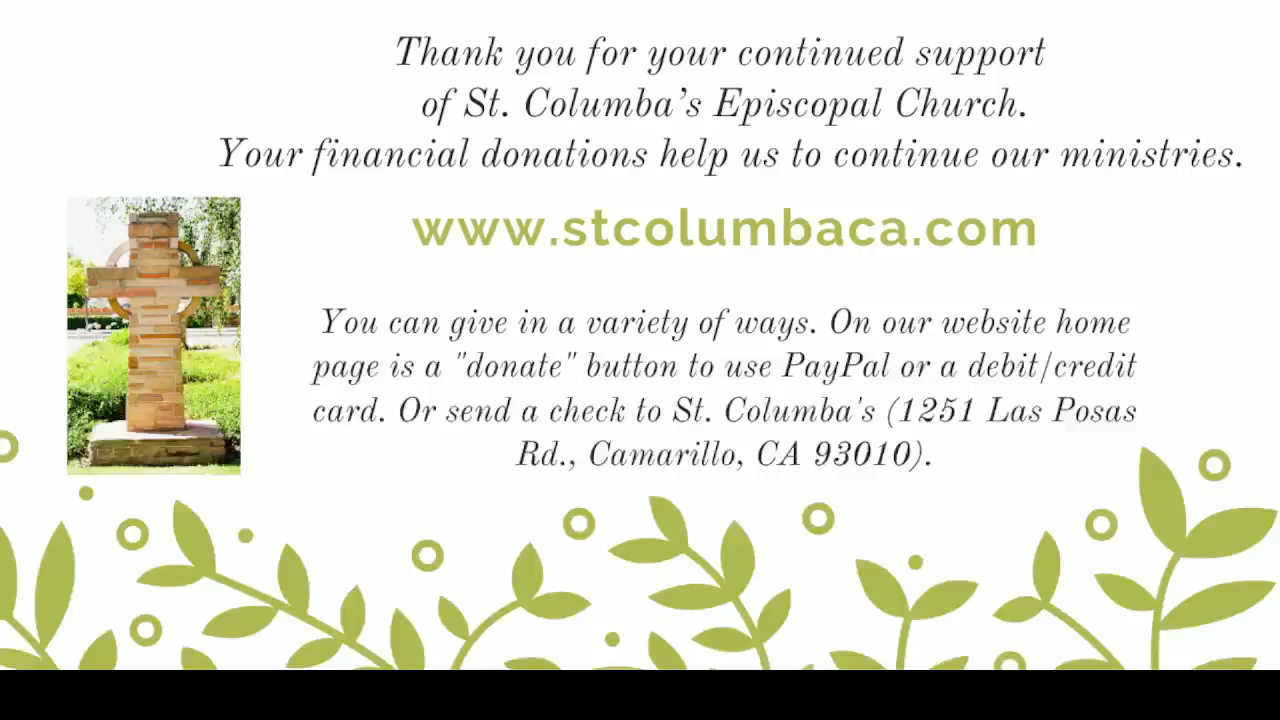 Thank you for your continued support
of St. Columba’s Episcopal Church.
Your financial donations help us to continue our ministries.
www.stcolumbaca.com
You can give in a variety of ways. On our website home
page is a "donate" button to use PayPal or a debit/credit
card. Or send a check to St. Columba's (1251 Las Posas
Rd., Camarillo, CA 93010).